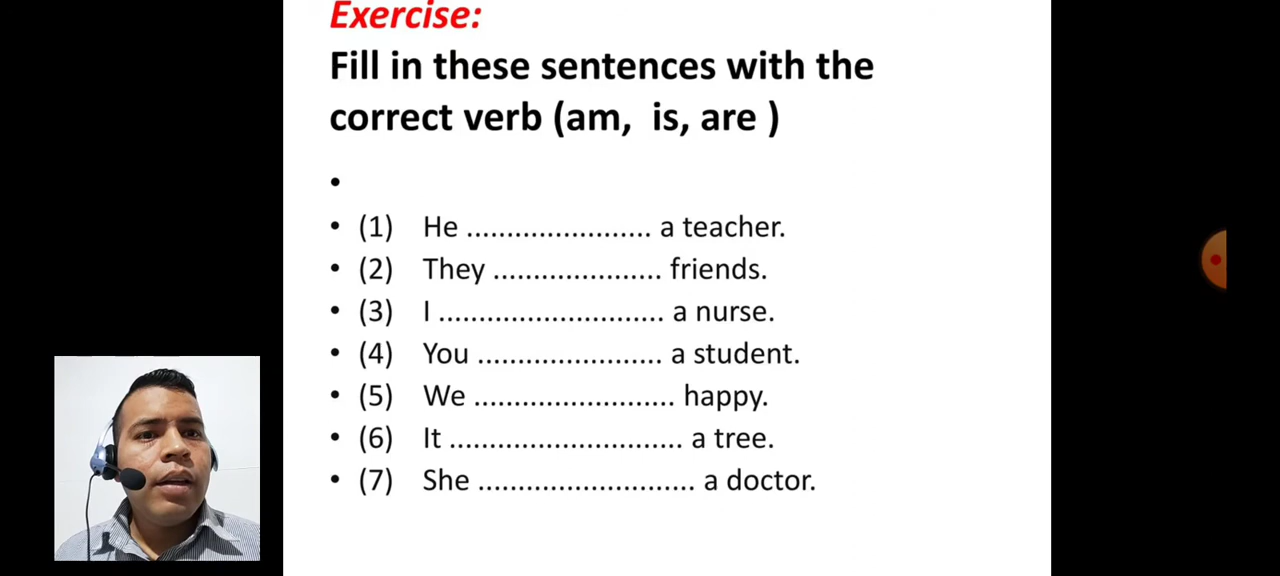 Exercise:
Fill in these sentences with the
correct verb (am, is, are )
•
• (1) He ....................... a teacher.
• (2) They ..................... friends.
• (3) I ............................ a nurse.
• (4) You ....................... a student.
• (5) We ......................... happy.
• (6) It ............................. a tree.
• (7) She ........................... a doctor.